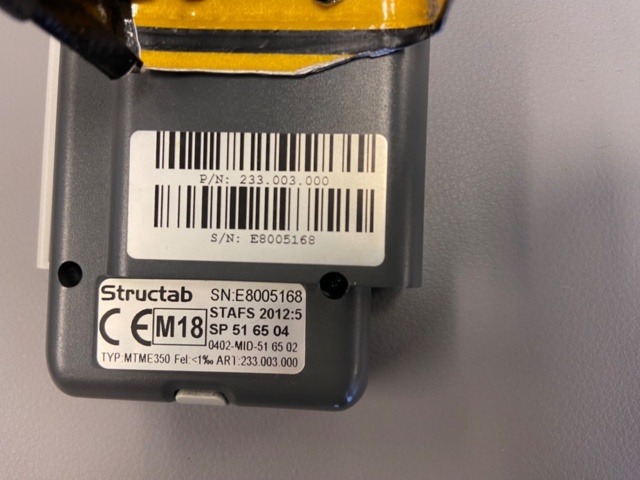 P/N: 233.003.000
S/N: E8005168
Structab SN:E8005168
CE M18 STAFS 2012:5
SP 51 65 04
0402-MID-51 65 02
TYP:MTME350 Fel:<1‰ ART:233.003.000